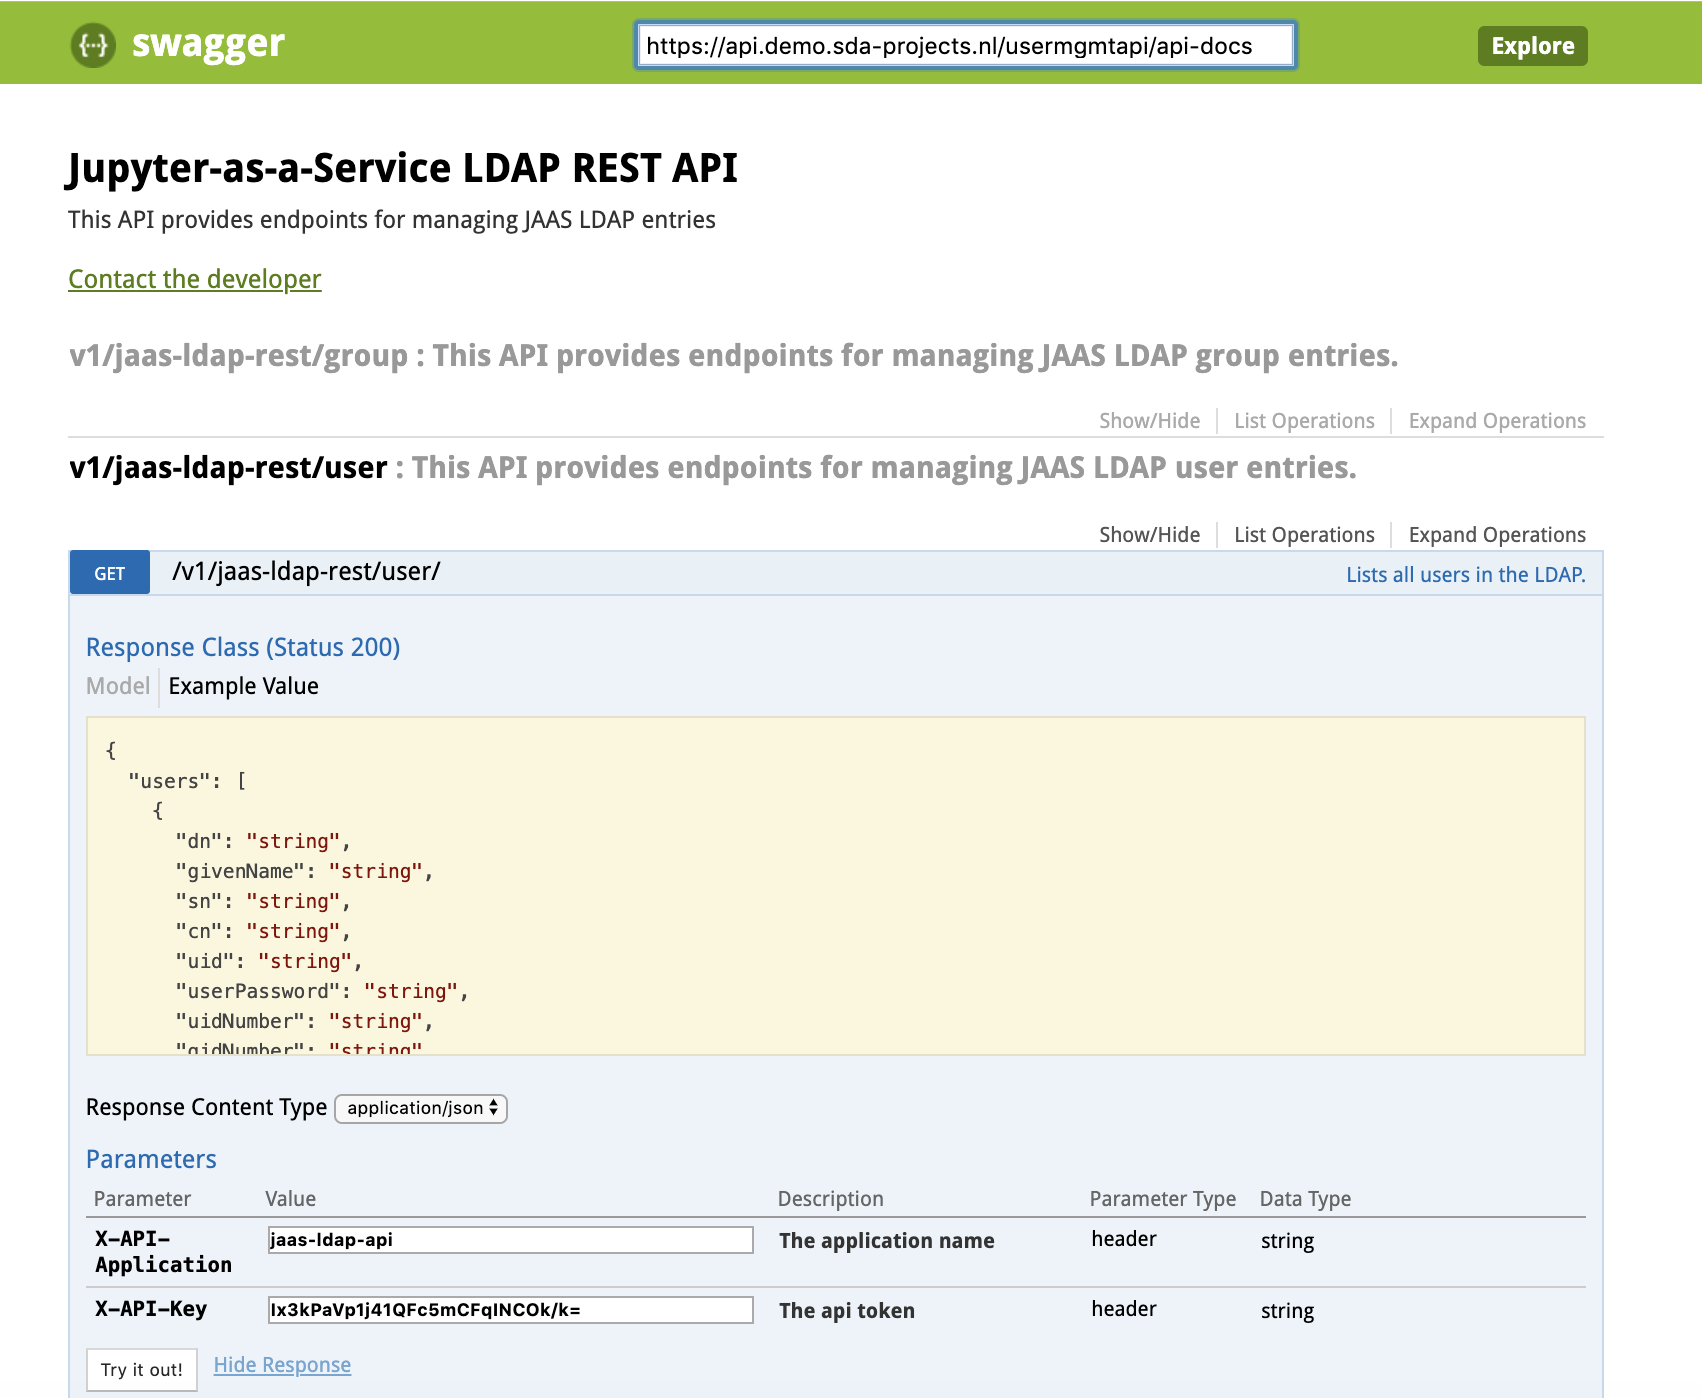 {···} swagger
https://api.demo.sda-projects.nl/usermgmtapi/api-docs
Explore
Jupyter-as-a-Service LDAP REST API
This API provides endpoints for managing JAAS LDAP entries
Contact the developer
v1/jaas-ldap-rest/group : This API provides endpoints for managing JAAS LDAP group entries.
Show/Hide List Operations Expand Operations
v1/jaas-ldap-rest/user : This API provides endpoints for managing JAAS LDAP user entries.
Show/Hide List Operations Expand Operations
GET /v1/jaas-ldap-rest/user/ Lists all users in the LDAP.
Response Class (Status 200)
Model Example Value
{
"users": [
{
"dn": "string",
"givenName": "string",
"sn": "string",
"cn": "string",
"uid": "string",
"userPassword": "string",
"uidNumber": "string",
"gidNumber": "string"
Response Content Type application/json
Parameters
Parameter Value Description Parameter Type Data Type
X-API-Application jaas-ldap-api The application name header string
X-API-Key lx3kPaVp1j41QFc5mCFqINCOk/k= The api token header string
Try it out! Hide Response